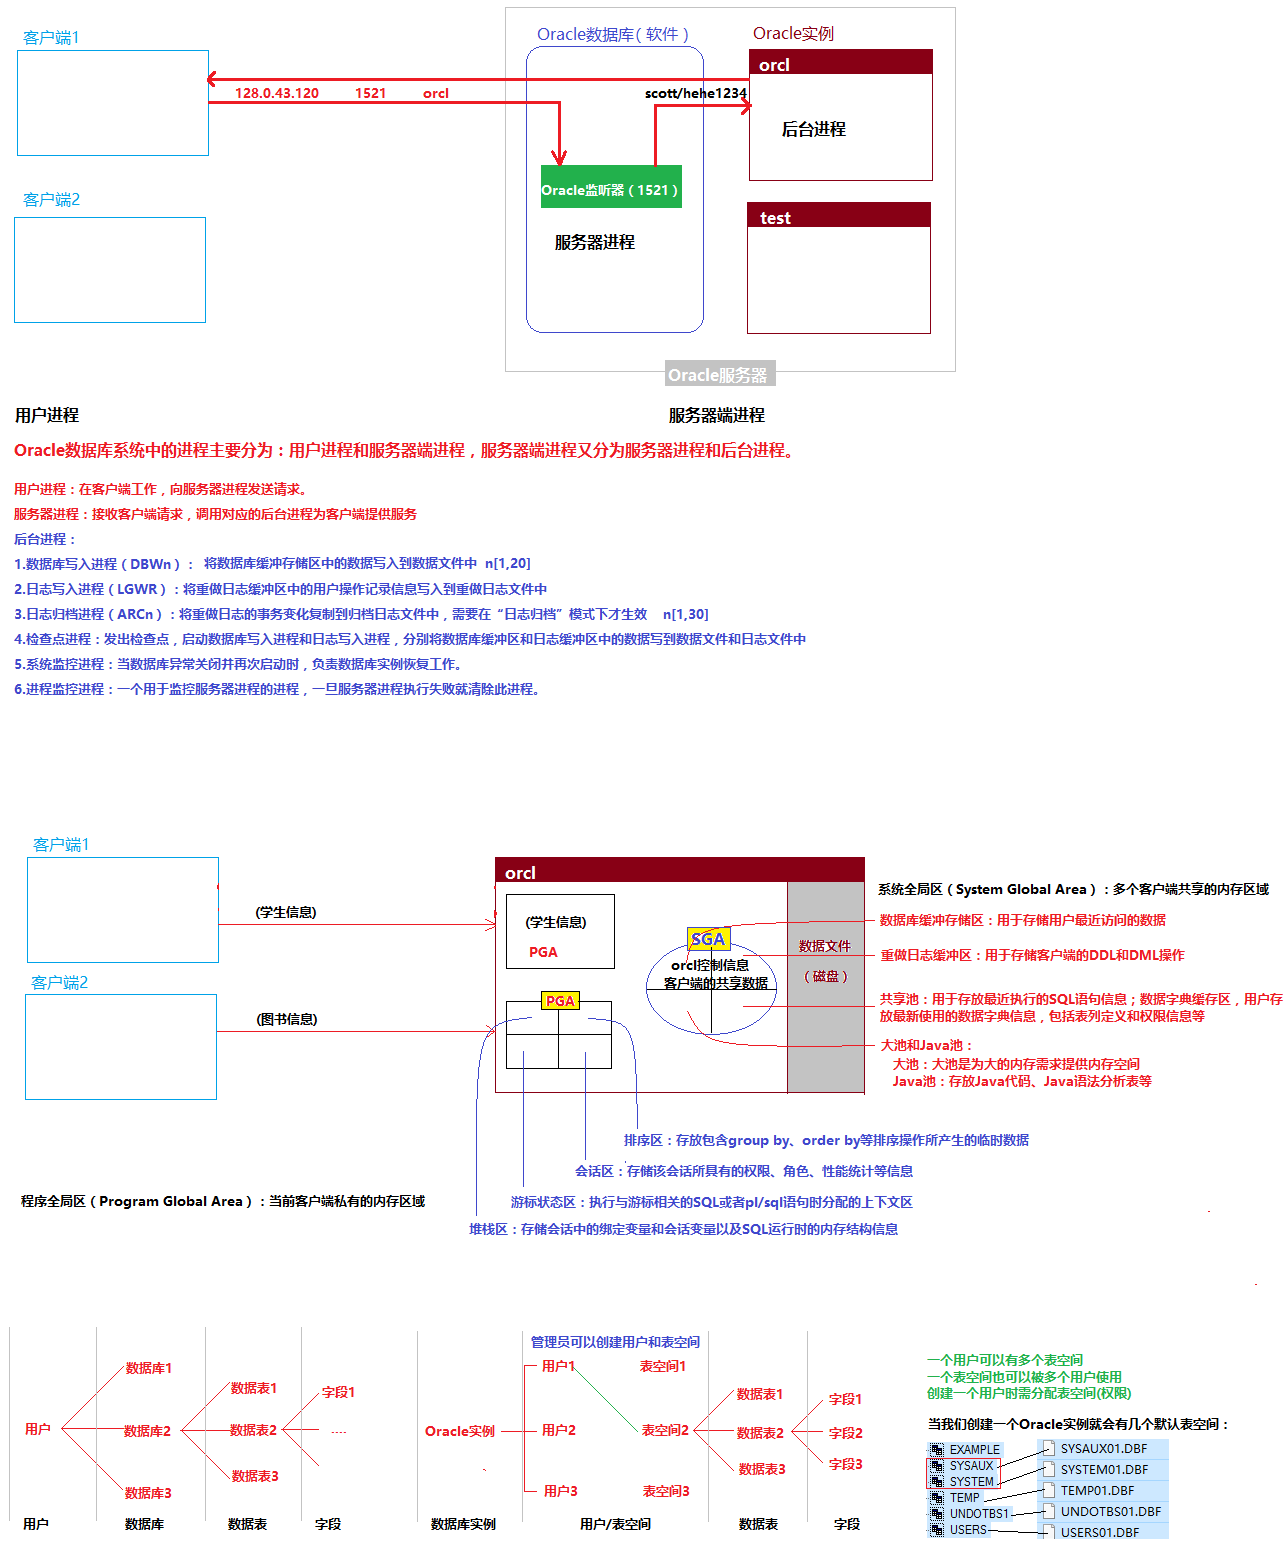 客户端1
Oracle数据库（软件）
Oracle实例
orcl
128.0.43.120 1521 orcl
scott/hehe1234
后台进程
Oracle监听器（1521）
客户端2
test
服务器进程
Oracle服务器
用户进程
服务器端进程
Oracle数据库系统中的进程主要分为：用户进程和服务器端进程，服务器端进程又分为服务器进程和后台进程。
用户进程：在客户端工作，向服务器进程发送请求。
服务器进程：接收客户端请求，调用对应的后台进程为客户端提供服务
后台进程：
1.数据库写入进程（DBWn）： 将数据库缓冲存储区中的数据写入到数据文件中 n[1,20]
2.日志写入进程（LGWR）：将重做日志缓冲区中的用户操作记录信息写入到重做日志文件中
3.日志归档进程（ARCn）：将重做日志的事务变化复制到归档日志文件中，需要在“日志归档”模式下才生效 n[1,30]
4.检查点进程：发出检查点，启动数据库写入进程和日志写入进程，分别将数据库缓冲区和日志缓冲区中的数据写到数据文件和日志文件中
5.系统监控进程：当数据库异常关闭并再次启动时，负责数据库实例恢复工作。
6.进程监控进程：一个用于监控服务器进程的进程，一旦服务器进程执行失败就清除此进程。
客户端1
(学生信息)
客户端2
(图书信息)
orcl
(学生信息)
PGA
PGA
SGA
orcl控制信息
客户端的共享数据
数据文件
（磁盘）
系统全局区（System Global Area）：多个客户端共享的内存区域
数据库缓冲存储区：用于存储用户最近访问的数据
重做日志缓冲区：用于存储客户端的DDL和DML操作
共享池：用于存放最近执行的SQL语句信息；数据字典缓存区，用户存
放最新使用的数据字典信息，包括表列定义和权限信息等
大池和Java池：
大池：大池是为大的内存需求提供内存空间
Java池：存放Java代码、Java语法分析表等
排序区：存放包含group by、order by等排序操作所产生的临时数据
会话区：存储该会话所具有的权限、角色、性能统计等信息
程序全局区（Program Global Area）：当前客户端私有的内存区域
游标状态区：执行与游标相关的SQL或者pl/sql语句时分配的上下文区
堆栈区：存储会话中的绑定变量和会话变量以及SQL运行时的内存结构信息
用户
数据库1
数据库2
数据库3
数据表1
数据表2
数据表3
字段1
....
用户 数据库 数据表 字段
管理员可以创建用户和表空间
Oracle实例
用户1
用户2
用户3
表空间1
表空间2
表空间3
数据表1
数据表2
数据表3
字段1
字段2
字段3
数据库实例 用户/表空间 数据表 字段
一个用户可以有多个表空间
一个表空间也可以被多个用户使用
创建一个用户时需分配表空间(权限)
当我们创建一个Oracle实例就会有几个默认表空间：
EXAMPLE
SYSAUX
SYSTEM
TEMP
UNDOTBS1
USERS
SYSAUX01.DBF
SYSTEM01.DBF
TEMP01.DBF
UNDOTBS01.DBF
USERS01.DBF